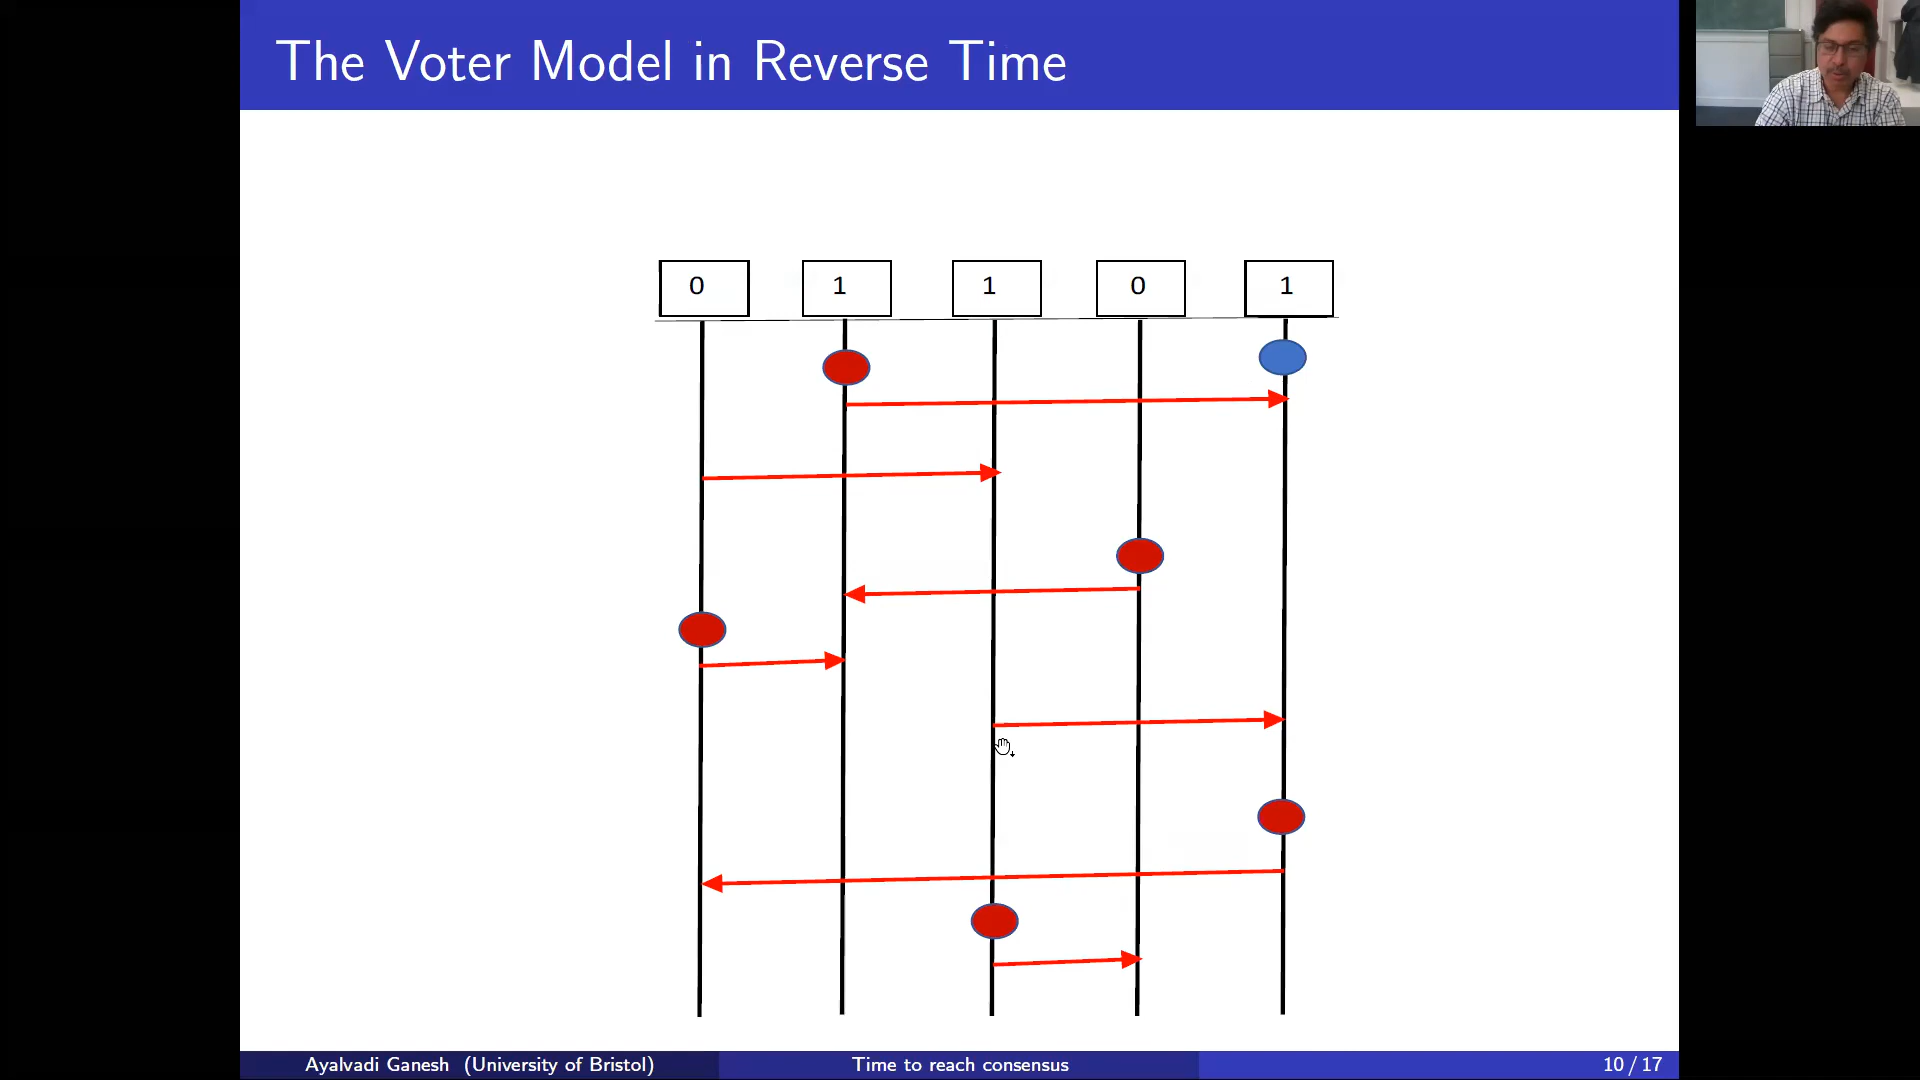 The Voter Model in Reverse Time
0 1 1 0 1
Ayalvadi Ganesh (University of Bristol) Time to reach consensus 10 / 17